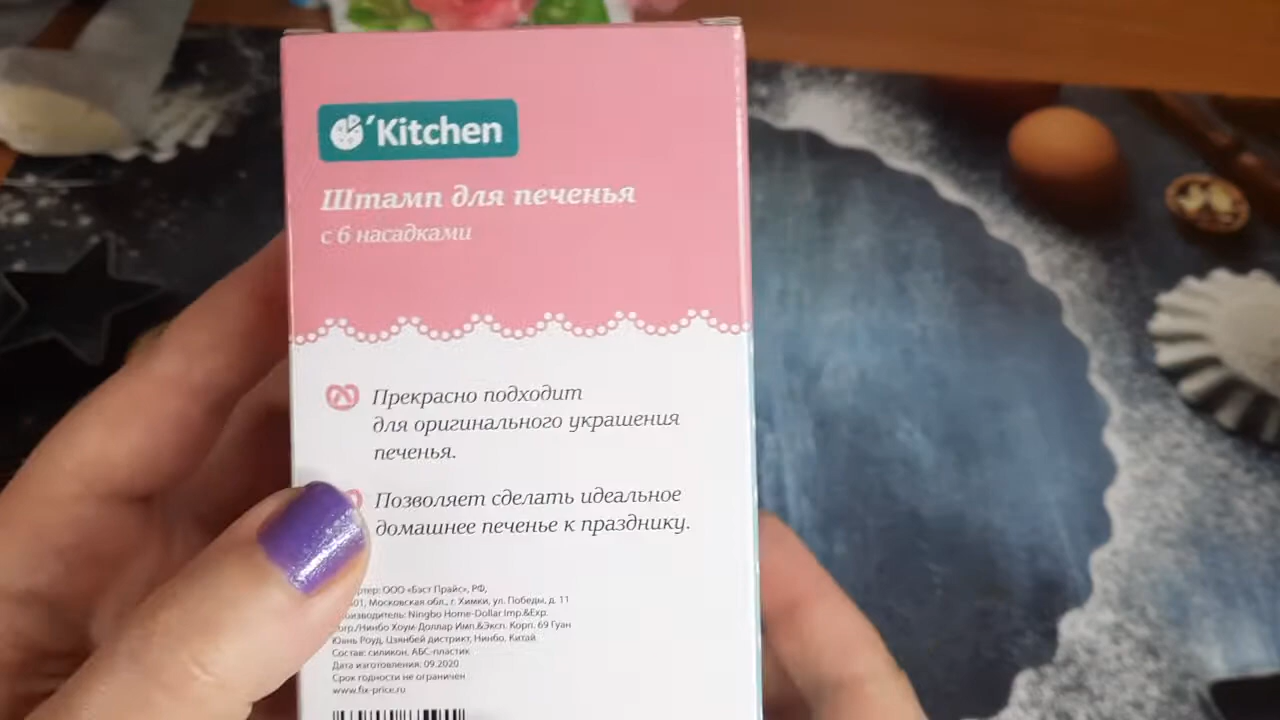 'Kitchen
Штамп для печенья
с 6 насадками
Прекрасно подходит
для оригинального украшения
печенья.
Позволяет сделать идеальное
домашнее печенье к празднику.
ООО «Бэст Прайс», РФ,
Московская обл., г. Химки, ул. Победы, д. 11
Ningbo Home-Dollar Imp.&Exp.
Нинбо Хоум-Доллар Имп.&Эксп. Корп. 69 Гуан
Юань Роуд, Цзянбей дистрикт, Нинбо, Китай
Состав: силикон, АБС-пластик
Дата изготовления: 09.2020
Срок годности не ограничен
www.fix-price.ru